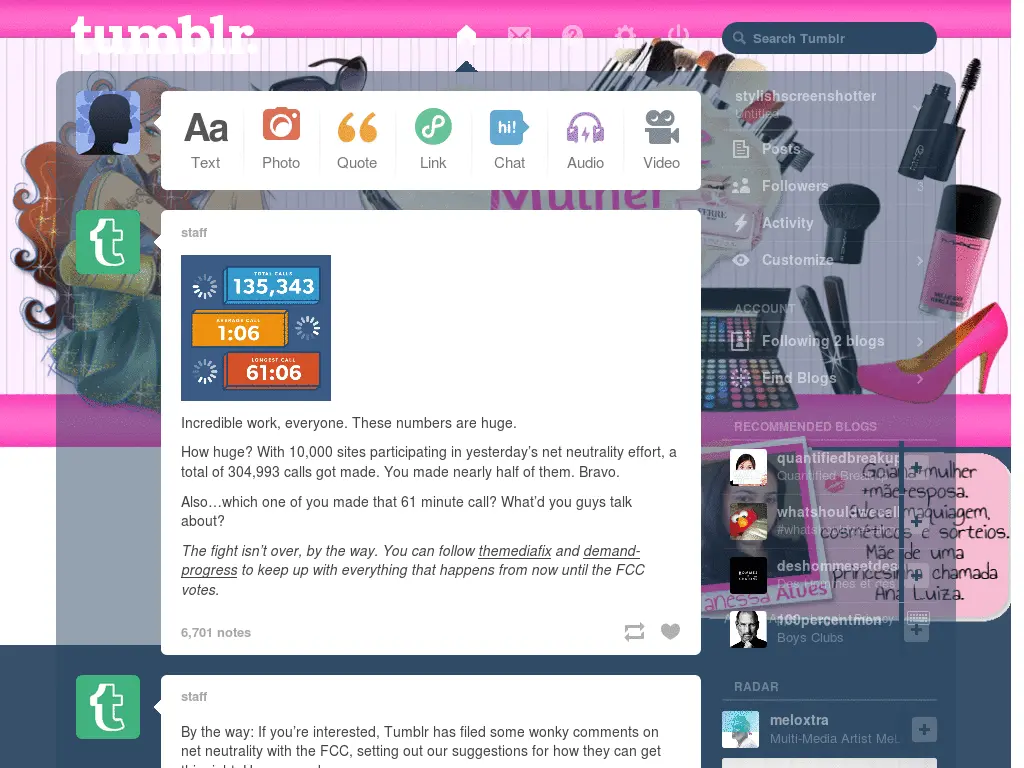 tumblr.
Search Tumblr
Aa
hi!
Text
Photo
Quote
Link
Chat
Audio
Video
stylishscreenshotter
Untitled
Posts
9
Followers
3
Activity
Customize
Mulher
MAC
ACCOUNT
Following 2 blogs
Find Blogs
staff
TOTAL CALLS
135,343
AVERAGE CALL
1:06
LONGEST CALL
61:06
Incredible work, everyone. These numbers are huge.
How huge? With 10,000 sites participating in yesterday's net neutrality effort, a
total of 304,993 calls got made. You made nearly half of them. Bravo.
Also…which one of you made that 61 minute call? What'd you guys talk
about?
The fight isn't over, by the way. You can follow themediafix and demand-
progress to keep up with everything that happens from now until the FCC
votes.
6,701 notes
RECOMMENDED BLOGS
quantifiedbreakup
Quantified Breakup
whatshouldwecall
#whatshouldwe
deshommesetdes
Des Hommes et des
100percentmen
Boys Clubs
Goiana, mulher
+mãe+esposa.
maquiagem,
cosméticos e sorteios.
Mãe de uma
princesinha chamada
Ana Luiza.
anessa Alves
RADAR
meloxtra
Multi-Media Artist Mel
staff
By the way: If you're interested, Tumblr has filed some wonky comments on
net neutrality with the FCC, setting out our suggestions for how they can get